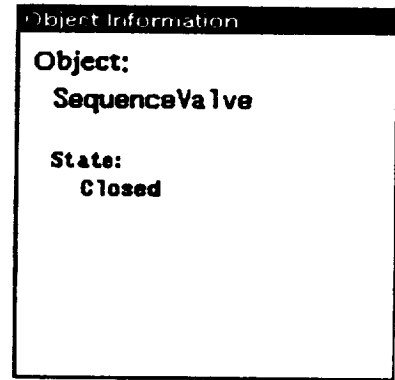 Object Information
Object:
SequenceValve
State:
Closed